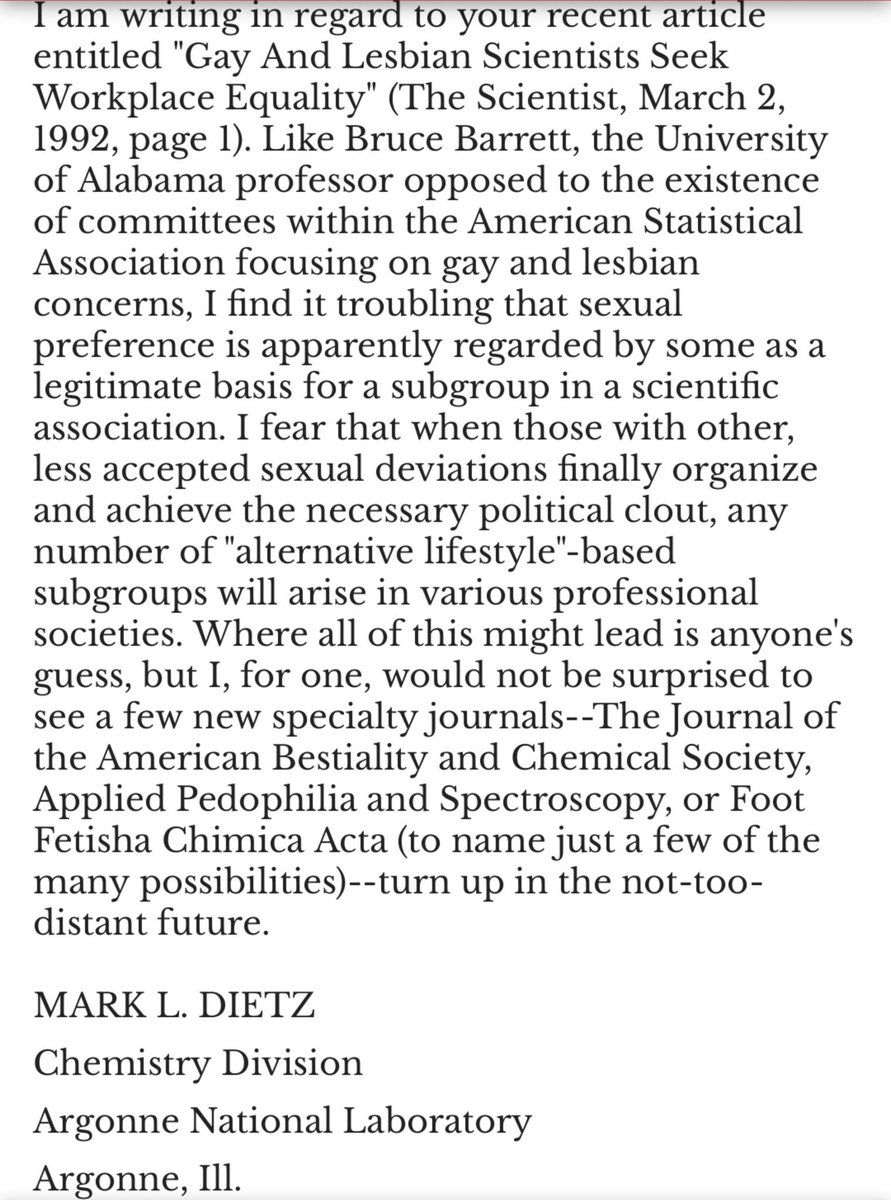 I am writing in regard to your recent article
entitled "Gay And Lesbian Scientists Seek
Workplace Equality" (The Scientist, March 2,
1992, page 1). Like Bruce Barrett, the University
of Alabama professor opposed to the existence
of committees within the American Statistical
Association focusing on gay and lesbian
concerns, I find it troubling that sexual
preference is apparently regarded by some as a
legitimate basis for a subgroup in a scientific
association. I fear that when those with other,
less accepted sexual deviations finally organize
and achieve the necessary political clout, any
number of "alternative lifestyle"-based
subgroups will arise in various professional
societies. Where all of this might lead is anyone's
guess, but I, for one, would not be surprised to
see a few new specialty journals--The Journal of
the American Bestiality and Chemical Society,
Applied Pedophilia and Spectroscopy, or Foot
Fetisha Chimica Acta (to name just a few of the
many possibilities)--turn up in the not-too-
distant future.
MARK L. DIETZ
Chemistry Division
Argonne National Laboratory
Argonne, Ill.